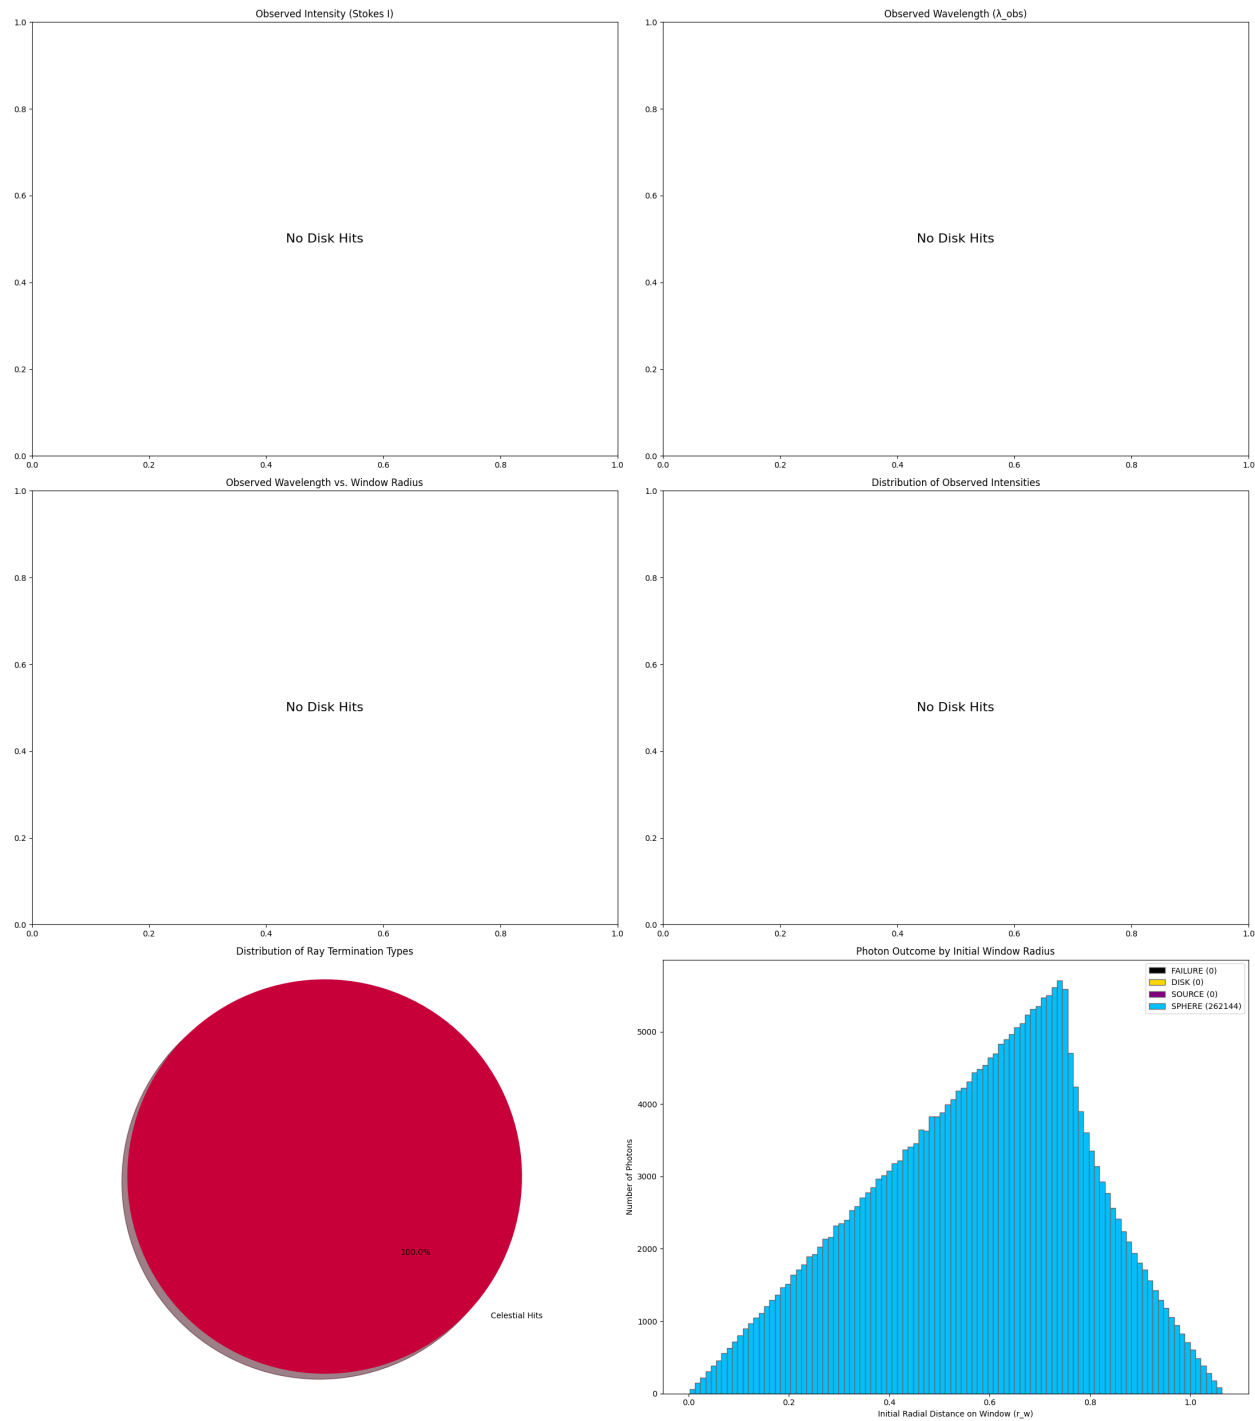 Observed Intensity (Stokes I)
1.0
0.8
0.6
0.4
0.2
0.0
No Disk Hits
0.0 0.2 0.4 0.6 0.8 1.0
Observed Wavelength (λ_obs)
1.0
0.8
0.6
0.4
0.2
0.0
No Disk Hits
0.0 0.2 0.4 0.6 0.8 1.0
Observed Wavelength vs. Window Radius
1.0
0.8
0.6
0.4
0.2
0.0
No Disk Hits
0.0 0.2 0.4 0.6 0.8 1.0
Distribution of Observed Intensities
1.0
0.8
0.6
0.4
0.2
0.0
No Disk Hits
0.0 0.2 0.4 0.6 0.8 1.0
Distribution of Ray Termination Types
100.0%
Celestial Hits
Photon Outcome by Initial Window Radius
FAILURE (0)
DISK (0)
SOURCE (0)
SPHERE (262144)
Number of Photons
5000
4000
3000
2000
1000
0
0.0 0.2 0.4 0.6 0.8 1.0
Initial Radial Distance on Window (r_w)